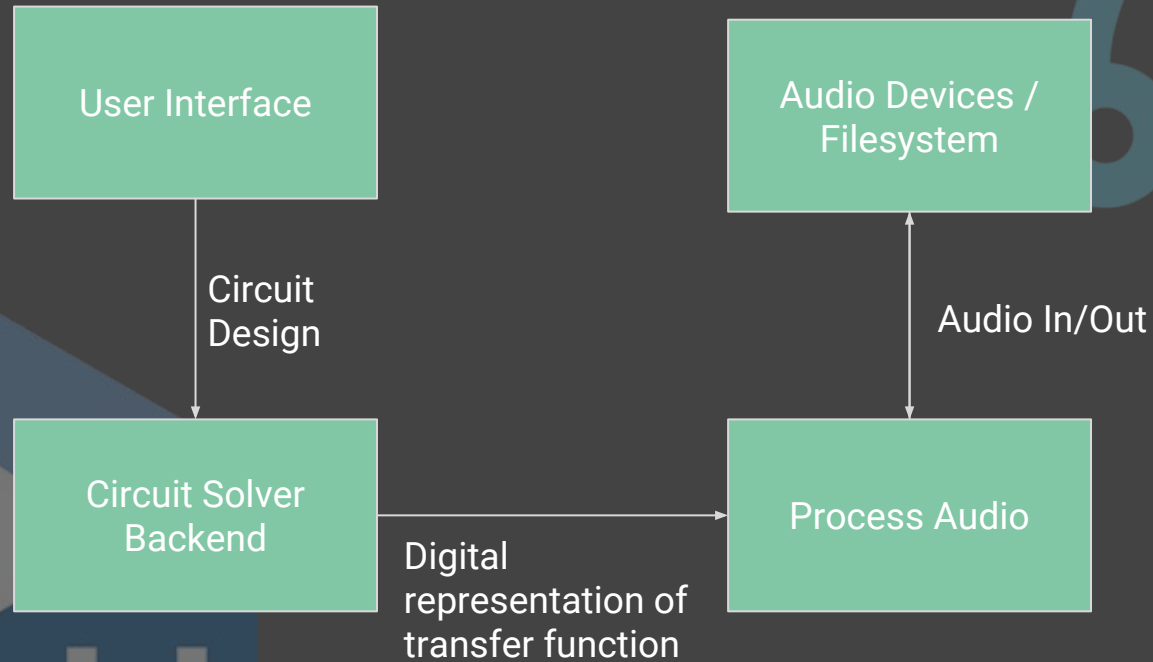 User Interface
Audio Devices /
Filesystem
Circuit
Design
Audio In/Out
Circuit Solver
Backend
Process Audio
Digital
representation of
transfer function